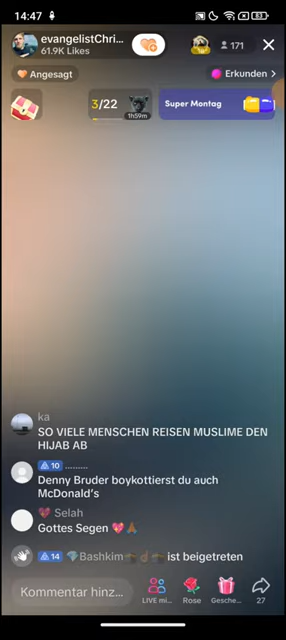 14:47
83
evangelistChri...
61.9K Likes
171
Angesagt
Erkunden >
3/22
1h59m
Super Montag
ka
SO VIELE MENSCHEN REISEN MUSLIME DEN
HIJAB AB
10 .........
Denny Bruder boykottierst du auch
McDonald's
Selah
Gottes Segen 💖🙏🏾
14 💎Bashkim ist beigetreten
Kommentar hinz...
LIVE mi...
Rose
Gesche...
27